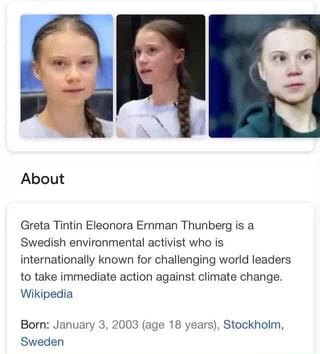 About
Greta Tintin Eleonora Ernman Thunberg is a
Swedish environmental activist who is
internationally known for challenging world leaders
to take immediate action against climate change.
Wikipedia
Born: January 3, 2003 (age 18 years), Stockholm,
Sweden